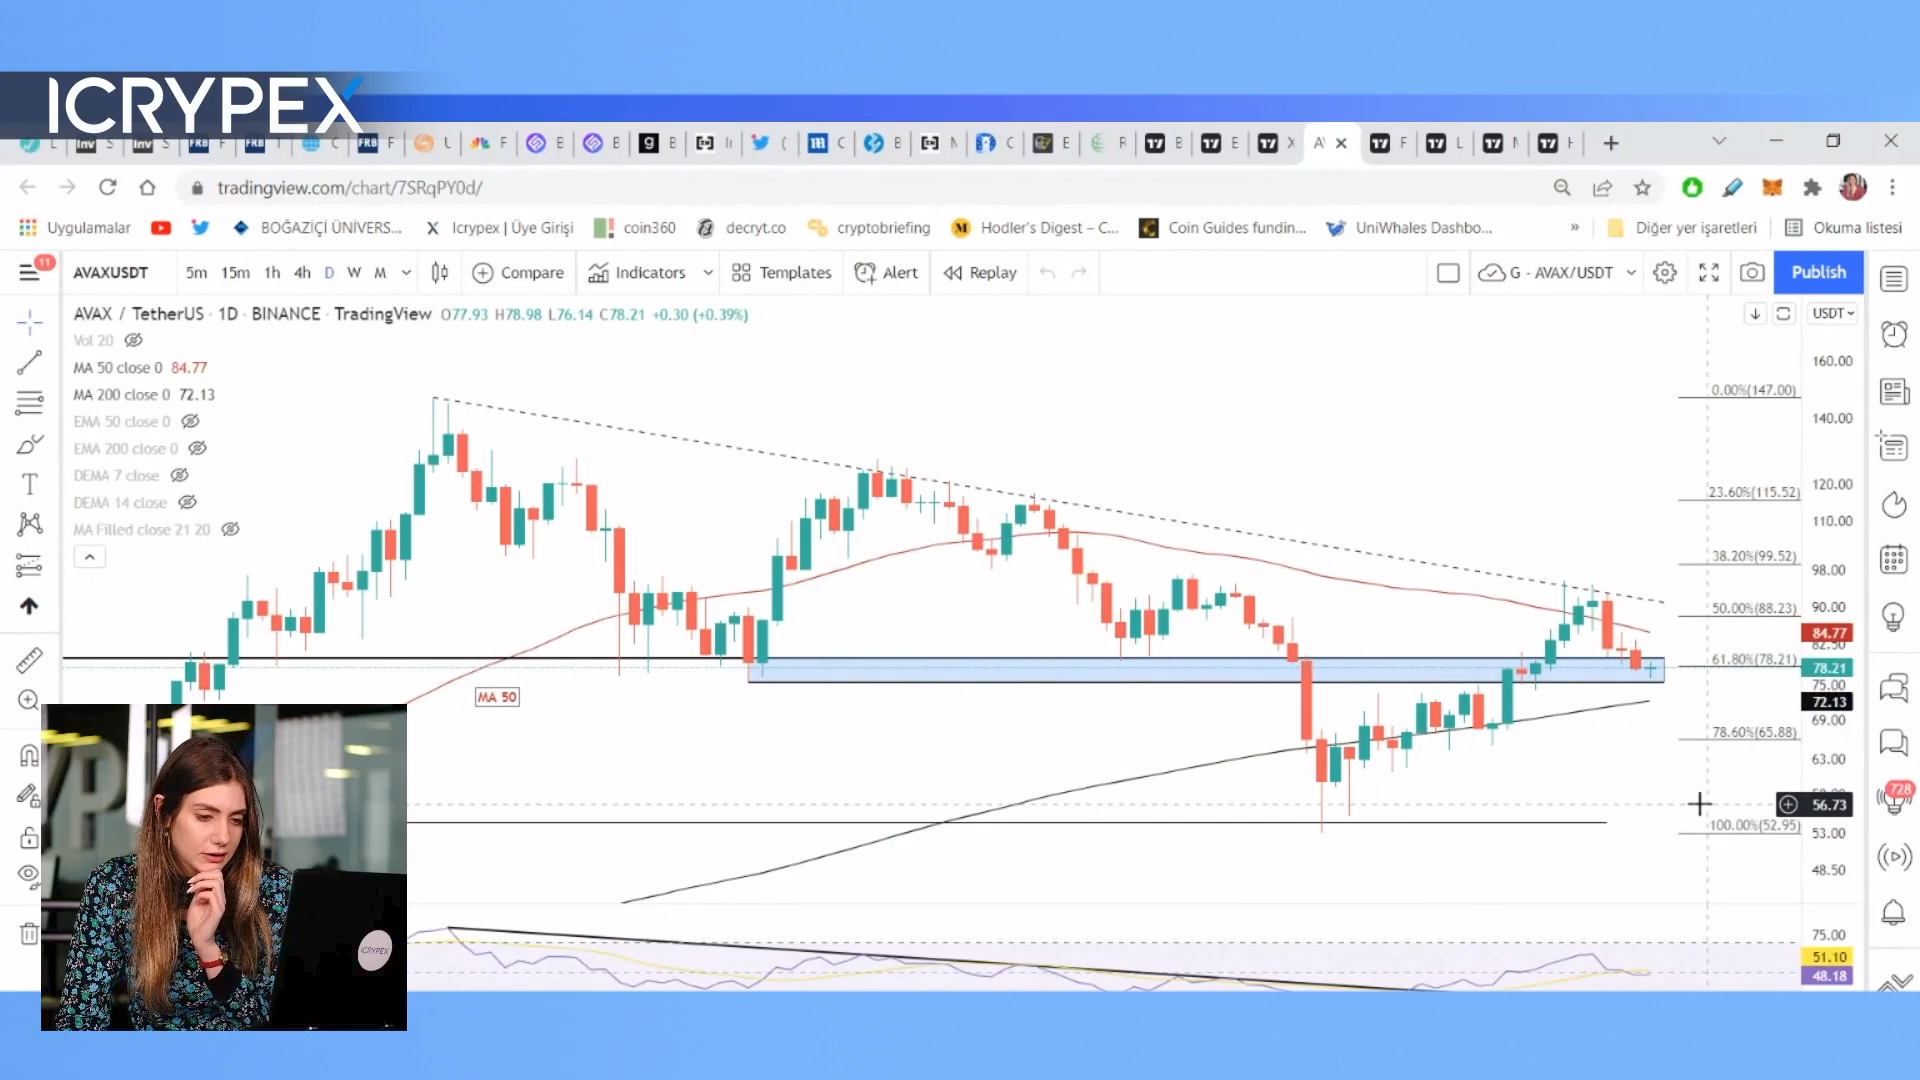 ICRYPEX
tradingview.com/chart/7SRqPY0d/
Uygulamalar BOĞAZİÇİ ÜNİVERS... Icrypex | Üye Girişi coin360 decryt.co cryptobriefing Hodler's Digest – C... Coin Guides fundin... UniWhales Dashbo... » Diğer yer işaretleri Okuma listesi
11 AVAXUSDT 5m 15m 1h 4h D W M Compare Indicators Templates Alert Replay G - AVAX/USDT Publish
AVAX / TetherUS · 1D · BINANCE · TradingView O77.93 H78.98 L76.14 C78.21 +0.30 (+0.39%) USDT
Vol 20
MA 50 close 0 84.77
MA 200 close 0 72.13
EMA 50 close 0
EMA 200 close 0
DEMA 7 close
DEMA 14 close
MA Filled close 21 20
MA 50
0.00%(147.00)
23.60%(115.52)
38.20%(99.52)
50.00%(88.23)
61.80%(78.21)
78.60%(65.88)
100.00%(52.95)
160.00
140.00
120.00
110.00
98.00
90.00
84.77
82.50
78.21
75.00
72.13
69.00
63.00
56.73
53.00
48.50
75.00
51.10
48.18
728
ICRYPEX